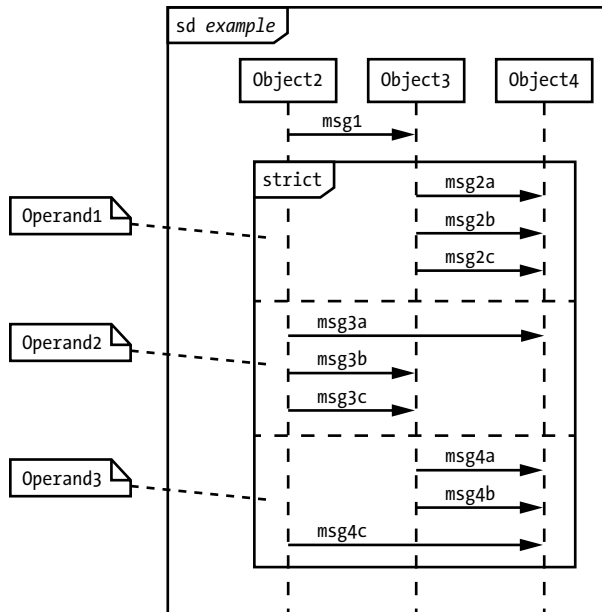 sd example
Object2 Object3 Object4
msg1
strict
msg2a
Operand1
msg2b
msg2c
msg3a
Operand2
msg3b
msg3c
msg4a
Operand3
msg4b
msg4c